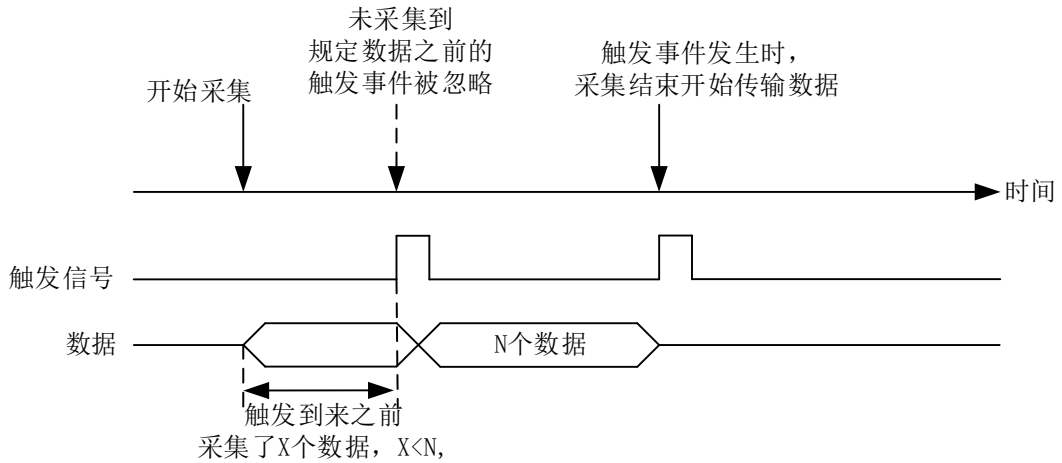 未采集到
规定数据之前的
触发事件被忽略
触发事件发生时，
采集结束开始传输数据
开始采集
时间
触发信号
数据
N个数据
触发到来之前
采集了X个数据，X<N,